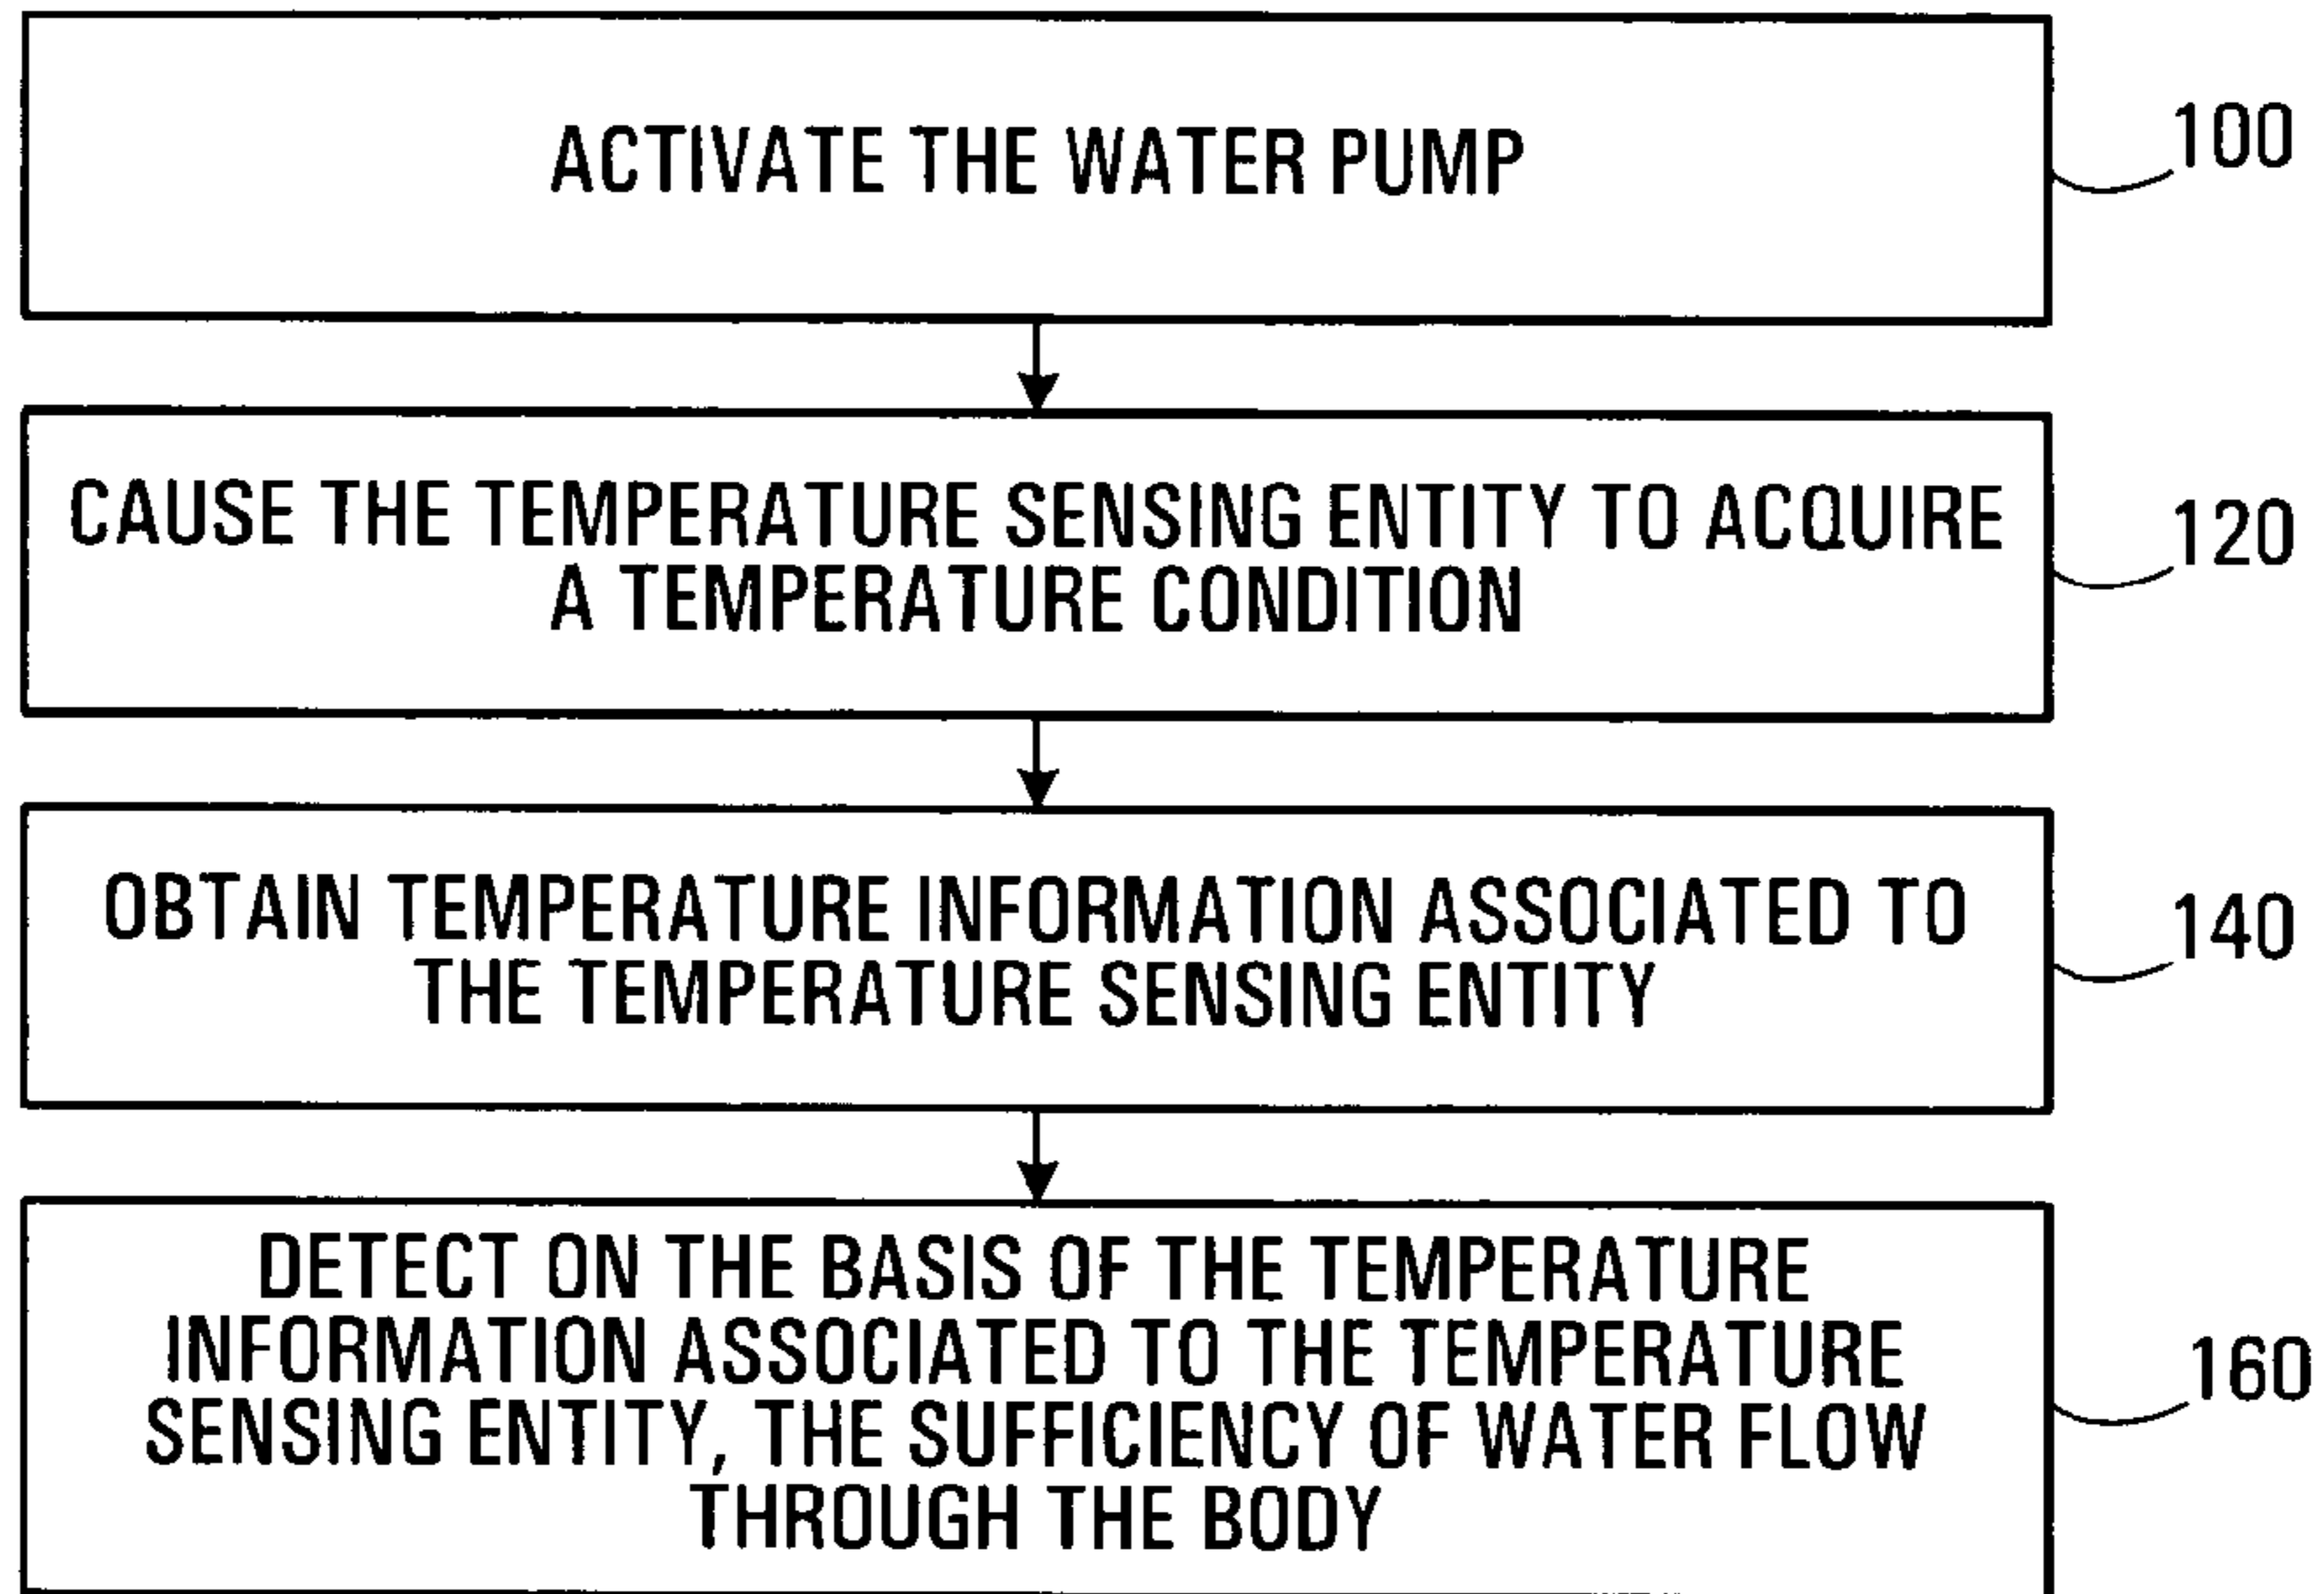 ACTIVATE THE WATER PUMP
100
CAUSE THE TEMPERATURE SENSING ENTITY TO ACQUIRE
A TEMPERATURE CONDITION
120
OBTAIN TEMPERATURE INFORMATION ASSOCIATED TO
THE TEMPERATURE SENSING ENTITY
140
DETECT ON THE BASIS OF THE TEMPERATURE
INFORMATION ASSOCIATED TO THE TEMPERATURE
SENSING ENTITY, THE SUFFICIENCY OF WATER FLOW
THROUGH THE BODY
160